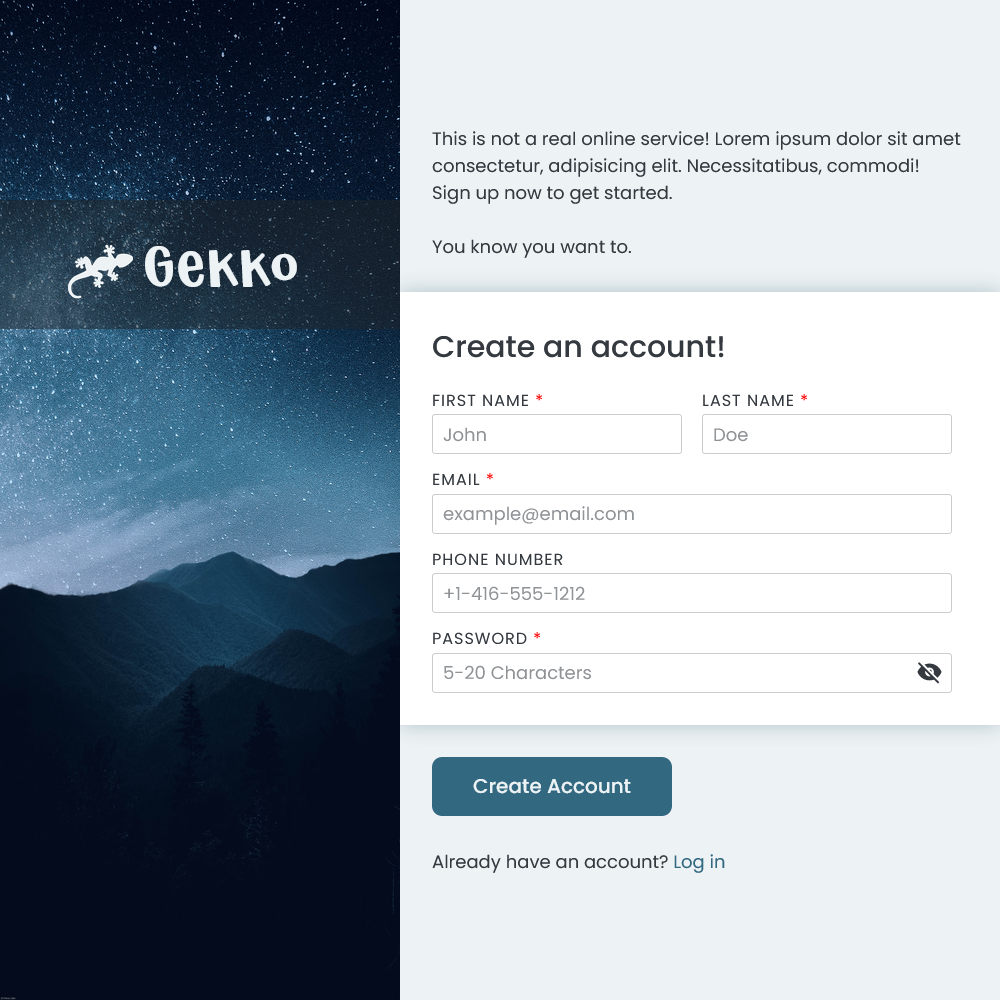 Gekko
This is not a real online service! Lorem ipsum dolor sit amet
consectetur, adipisicing elit. Necessitatibus, commodi!
Sign up now to get started.
You know you want to.
Create an account!
FIRST NAME * LAST NAME *
John Doe
EMAIL *
example@email.com
PHONE NUMBER
+1-416-555-1212
PASSWORD *
5-20 Characters
Create Account
Already have an account? Log in